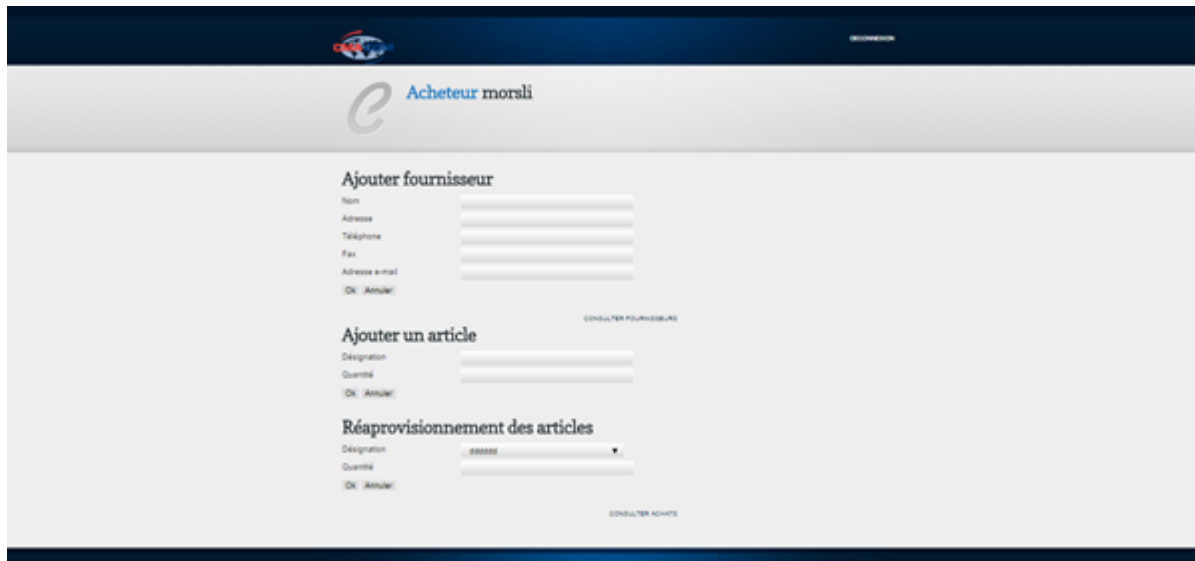 DECONNEXION
Acheteur morsli
Ajouter fournisseur
Nom
Adresse
Téléphone
Fax
Adresse e-mail
Ok Annuler
CONSULTER FOURNISSEURS
Ajouter un article
Désignation
Quantité
Ok Annuler
Réaprovisionnement des articles
Désignation dddddd ▼
Quantité
Ok Annuler
CONSULTER ACHATS